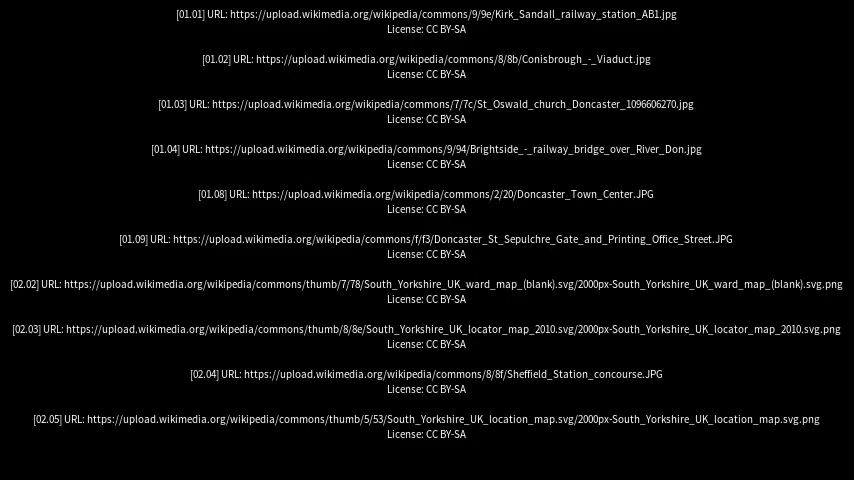 [01.01] URL: https://upload.wikimedia.org/wikipedia/commons/9/9e/Kirk_Sandall_railway_station_AB1.jpg
License: CC BY-SA
[01.02] URL: https://upload.wikimedia.org/wikipedia/commons/8/8b/Conisbrough_-_Viaduct.jpg
License: CC BY-SA
[01.03] URL: https://upload.wikimedia.org/wikipedia/commons/7/7c/St_Oswald_church_Doncaster_1096606270.jpg
License: CC BY-SA
[01.04] URL: https://upload.wikimedia.org/wikipedia/commons/9/94/Brightside_-_railway_bridge_over_River_Don.jpg
License: CC BY-SA
[01.08] URL: https://upload.wikimedia.org/wikipedia/commons/2/20/Doncaster_Town_Center.JPG
License: CC BY-SA
[01.09] URL: https://upload.wikimedia.org/wikipedia/commons/f/f3/Doncaster_St_Sepulchre_Gate_and_Printing_Office_Street.JPG
License: CC BY-SA
[02.02] URL: https://upload.wikimedia.org/wikipedia/commons/thumb/7/78/South_Yorkshire_UK_ward_map_(blank).svg/2000px-South_Yorkshire_UK_ward_map_(blank).svg.png
License: CC BY-SA
[02.03] URL: https://upload.wikimedia.org/wikipedia/commons/thumb/8/8e/South_Yorkshire_UK_locator_map_2010.svg/2000px-South_Yorkshire_UK_locator_map_2010.svg.png
License: CC BY-SA
[02.04] URL: https://upload.wikimedia.org/wikipedia/commons/8/8f/Sheffield_Station_concourse.JPG
License: CC BY-SA
[02.05] URL: https://upload.wikimedia.org/wikipedia/commons/thumb/5/53/South_Yorkshire_UK_location_map.svg/2000px-South_Yorkshire_UK_location_map.svg.png
License: CC BY-SA